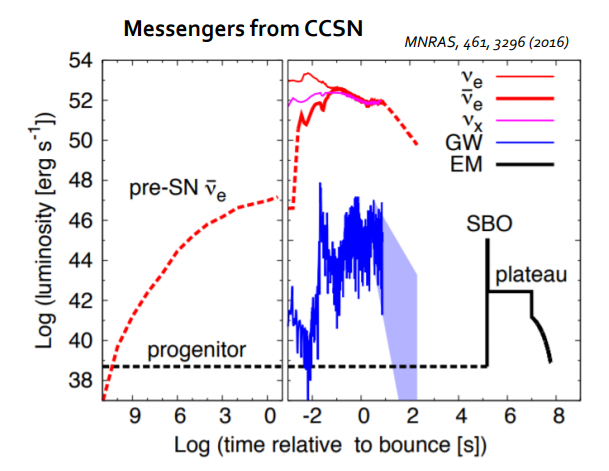 Messengers from CCSN
MNRAS, 461, 3296 (2016)
54
52
50
48
46
44
42
40
38
Log (luminosity [erg s⁻¹])
νₑ
ν̄ₑ
νₓ
GW
EM
pre-SN ν̄ₑ
SBO
plateau
progenitor
9 6 3 0 -2 0 2 4 6 8
Log (time relative to bounce [s])